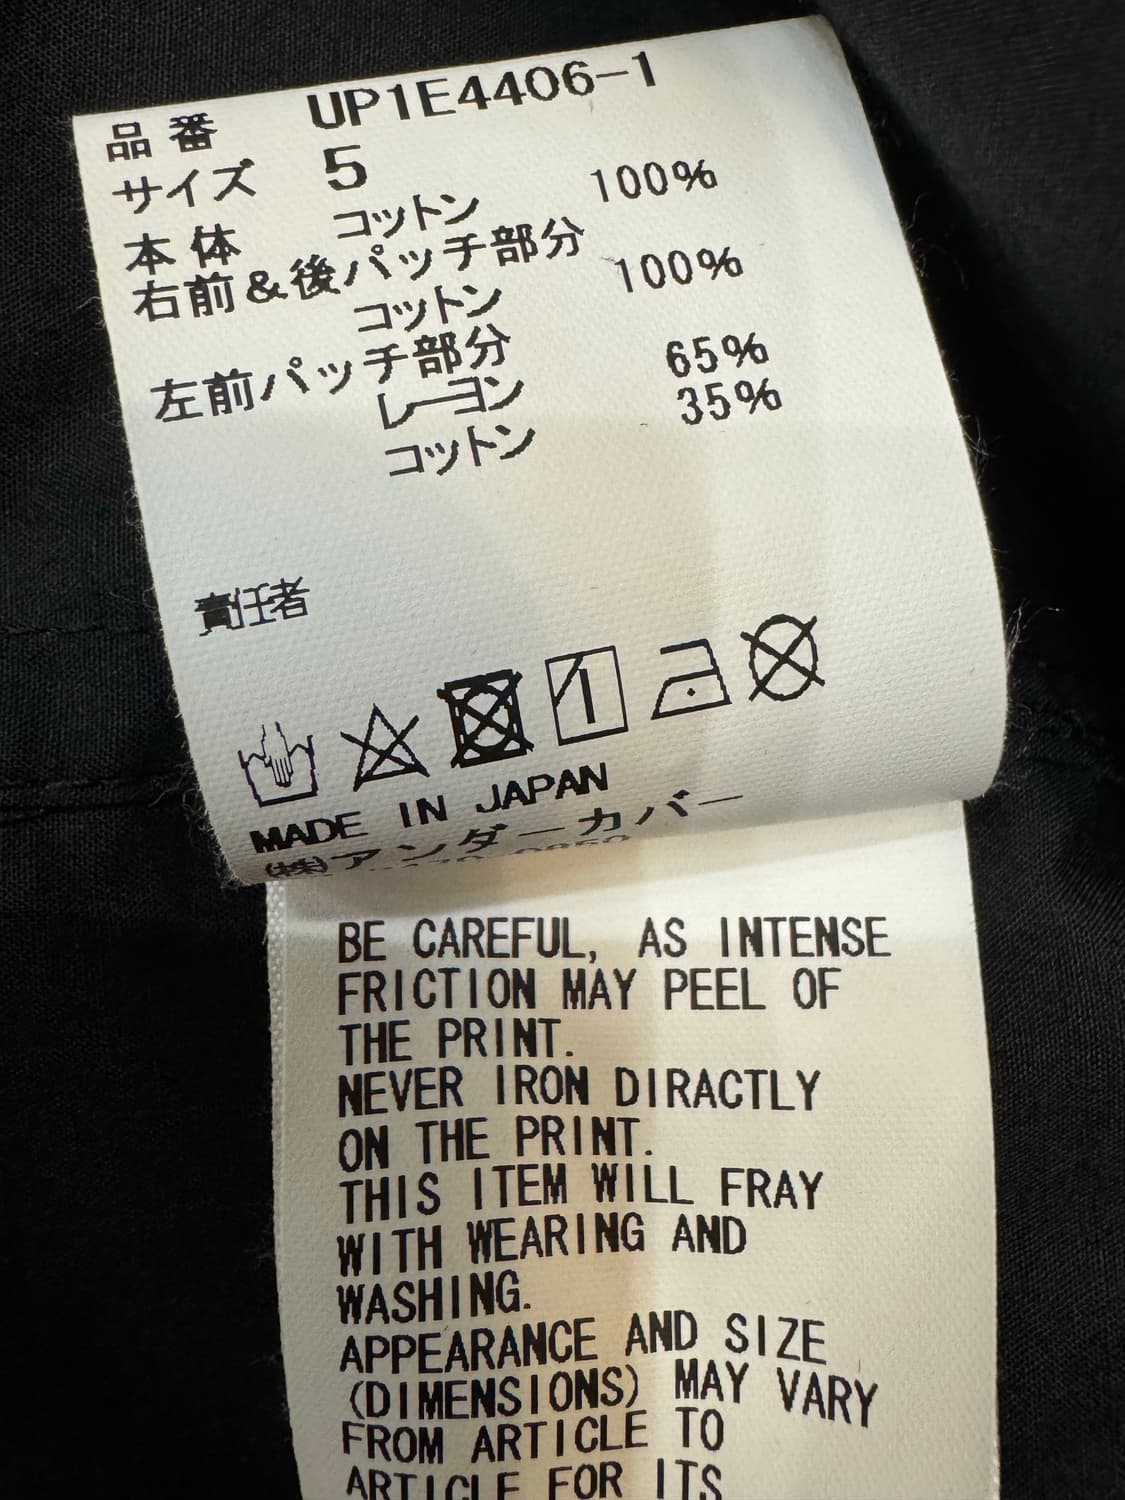 品番 UP1E4406-1
サイズ 5
本体 コットン 100%
右前&後パッチ部分
コットン 100%
左前パッチ部分
レーヨン 65%
コットン 35%
責任者
MADE IN JAPAN
(株)アンダーカバー
BE CAREFUL, AS INTENSE
FRICTION MAY PEEL OF
THE PRINT.
NEVER IRON DIRACTLY
ON THE PRINT.
THIS ITEM WILL FRAY
WITH WEARING AND
WASHING.
APPEARANCE AND SIZE
(DIMENSIONS) MAY VARY
FROM ARTICLE TO
ARTICLE FOR ITS